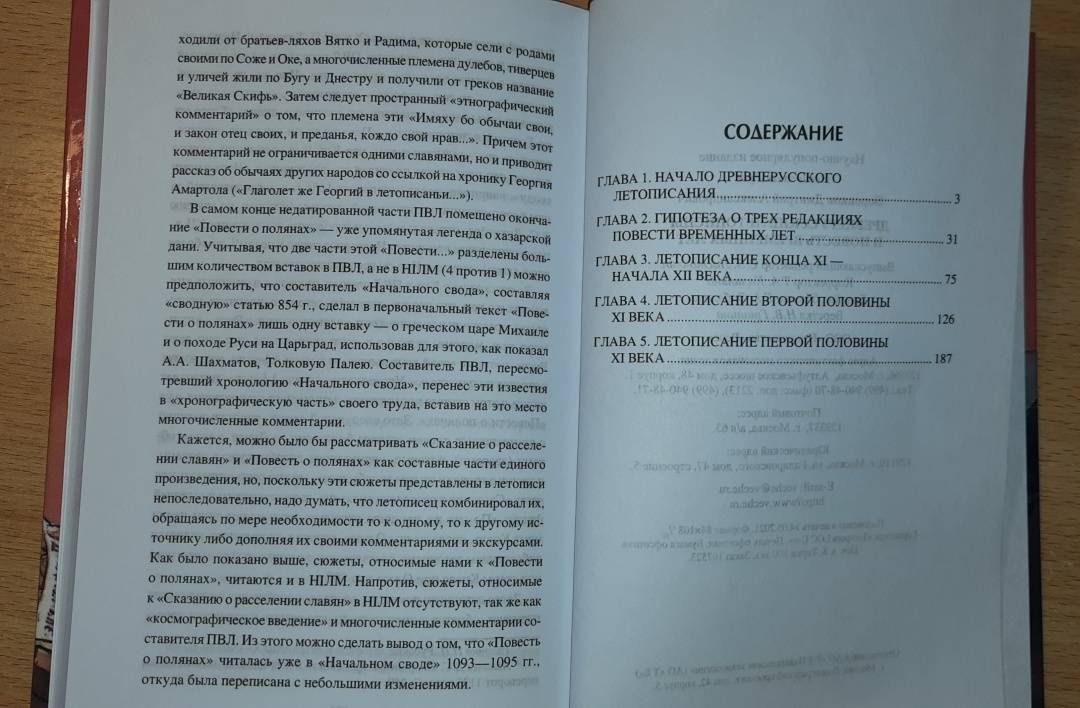 ходили от братьев-ляхов Вятко и Радима, которые сели с родами
своими по Соже и Оке, а многочисленные племена дулебов, тиверцев
и уличей жили по Бугу и Днестру и получили от греков название
«Великая Скифь». Затем следует пространный «этнографический
комментарий» о том, что племена эти «Имяху бо обычаи свои,
и закон отец своих, и преданья, кождо свой нрав...». Причем этот
комментарий не ограничивается одними славянами, но и приводит
рассказ об обычаях других народов со ссылкой на хронику Георгия
Амартола («Глаголет же Георгий в летописаньи...»).
В самом конце недатированной части ПВЛ помещено оконча-
ние «Повести о полянах» — уже упомянутая легенда о хазарской
дани. Учитывая, что две части этой «Повести...» разделены боль-
шим количеством вставок в ПВЛ, а не в НIЛМ (4 против 1) можно
предположить, что составитель «Начального свода», составляя
«сводную» статью 854 г., сделал в первоначальный текст «Пове-
сти о полянах» лишь одну вставку — о греческом царе Михаиле
и о походе Руси на Царьград, использовав для этого, как показал
А.А. Шахматов, Толковую Палею. Составитель ПВЛ, пересмо-
тревший хронологию «Начального свода», перенес эти известия
в «хронографическую часть» своего труда, вставив на это место
многочисленные комментарии.
Кажется, можно было бы рассматривать «Сказание о расселе-
нии славян» и «Повесть о полянах» как составные части единого
произведения, но, поскольку эти сюжеты представлены в летописи
непоследовательно, надо думать, что летописец комбинировал их,
обращаясь по мере необходимости то к одному, то к другому ис-
точнику либо дополняя их своими комментариями и экскурсами.
Как было показано выше, сюжеты, относимые нами к «Повести
о полянах», читаются и в НIЛМ. Напротив, сюжеты, относимые
к «Сказанию о расселении славян» в НIЛМ отсутствуют, так же как
«космографическое введение» и многочисленные комментарии со-
ставителя ПВЛ. Из этого можно сделать вывод о том, что «Повесть
о полянах» читалась уже в «Начальном своде» 1093—1095 гг.,
откуда была переписана с небольшими изменениями.
СОДЕРЖАНИЕ
ГЛАВА 1. НАЧАЛО ДРЕВНЕРУССКОГО
ЛЕТОПИСАНИЯ 3
ГЛАВА 2. ГИПОТЕЗА О ТРЕХ РЕДАКЦИЯХ
ПОВЕСТИ ВРЕМЕННЫХ ЛЕТ 31
ГЛАВА 3. ЛЕТОПИСАНИЕ КОНЦА XI —
НАЧАЛА XII ВЕКА 75
ГЛАВА 4. ЛЕТОПИСАНИЕ ВТОРОЙ ПОЛОВИНЫ
XI ВЕКА 126
ГЛАВА 5. ЛЕТОПИСАНИЕ ПЕРВОЙ ПОЛОВИНЫ
XI ВЕКА 187